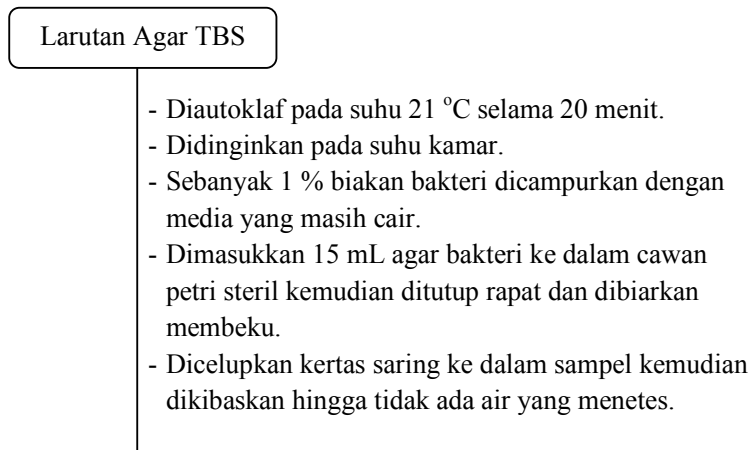 Larutan Agar TBS
- Diautoklaf pada suhu 21 °C selama 20 menit.
- Didinginkan pada suhu kamar.
- Sebanyak 1 % biakan bakteri dicampurkan dengan
media yang masih cair.
- Dimasukkan 15 mL agar bakteri ke dalam cawan
petri steril kemudian ditutup rapat dan dibiarkan
membeku.
- Dicelupkan kertas saring ke dalam sampel kemudian
dikibaskan hingga tidak ada air yang menetes.